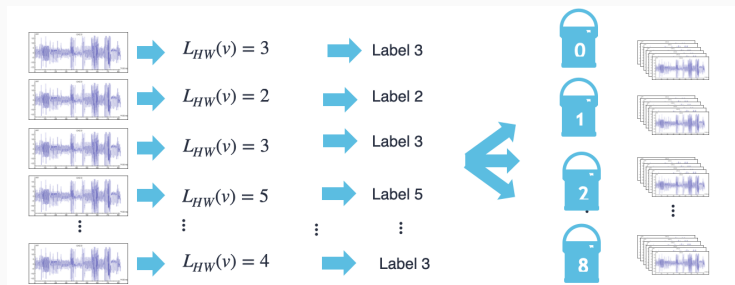 L_HW(v) = 3 Label 3
L_HW(v) = 2 Label 2
L_HW(v) = 3 Label 3
L_HW(v) = 5 Label 5
⋮ ⋮ ⋮ ⋮
L_HW(v) = 4 Label 3
0
1
2
⋮ ⋮
8